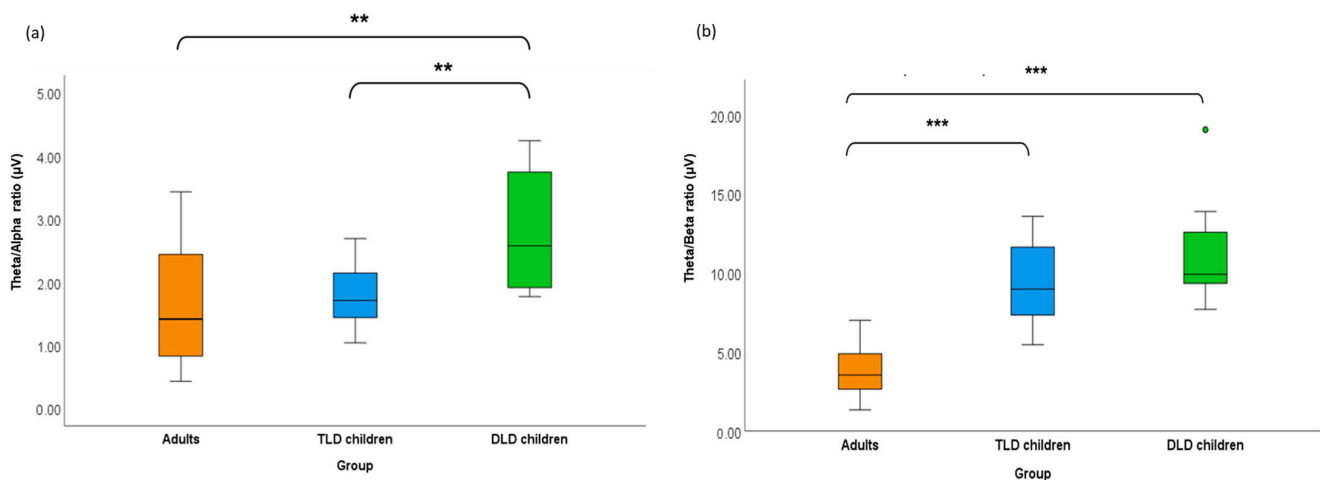 (a)
**
**
5.00
4.00
3.00
2.00
1.00
0.00
Theta/Alpha ratio (µV)
Adults
TLD children
DLD children
Group
(b)
***
***
20.00
15.00
10.00
5.00
0.00
Theta/Beta ratio (µV)
Adults
TLD children
DLD children
Group